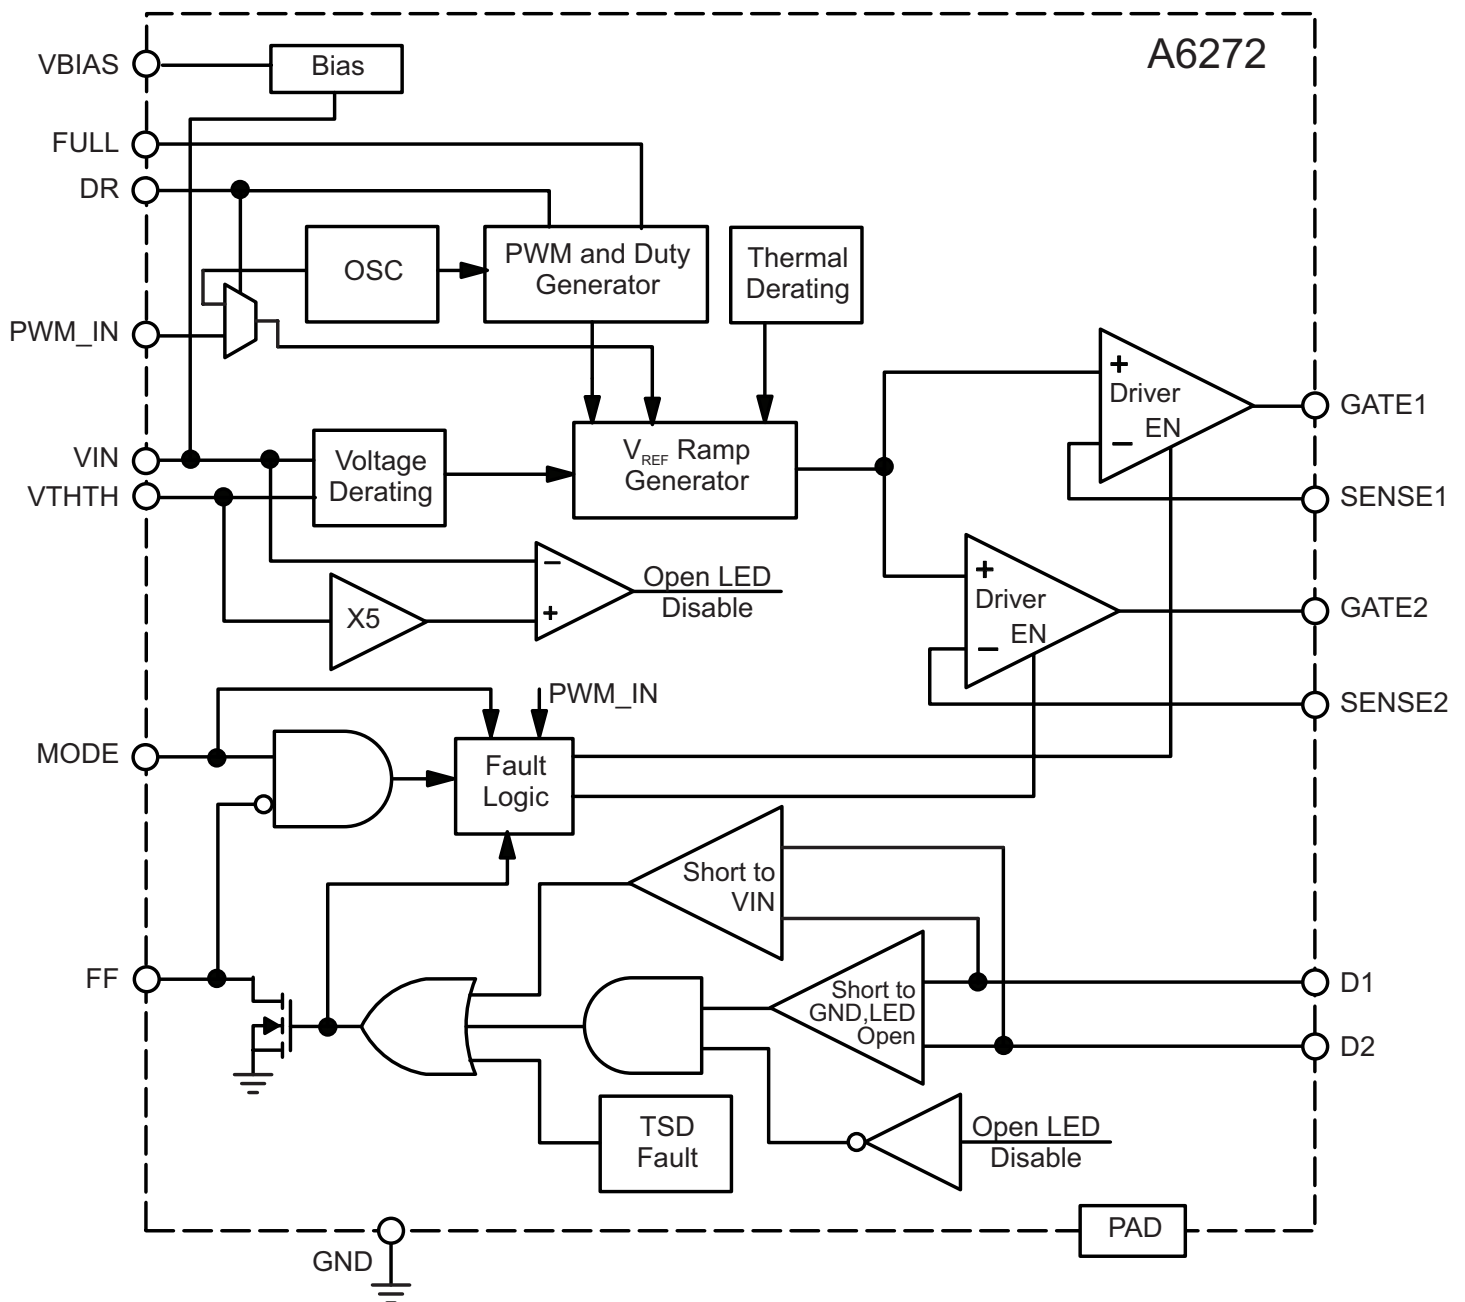 A6272
VBIAS
Bias
FULL
DR
OSC
PWM and Duty
Generator
Thermal
Derating
PWM_IN
+
Driver
EN
−
GATE1
VIN
VTHTH
Voltage
Derating
VREF Ramp
Generator
SENSE1
X5
−
+
Open LED
Disable
+
Driver
EN
−
GATE2
SENSE2
PWM_IN
MODE
Fault
Logic
Short to
VIN
FF
Short to
GND,LED
Open
D1
D2
TSD
Fault
Open LED
Disable
PAD
GND